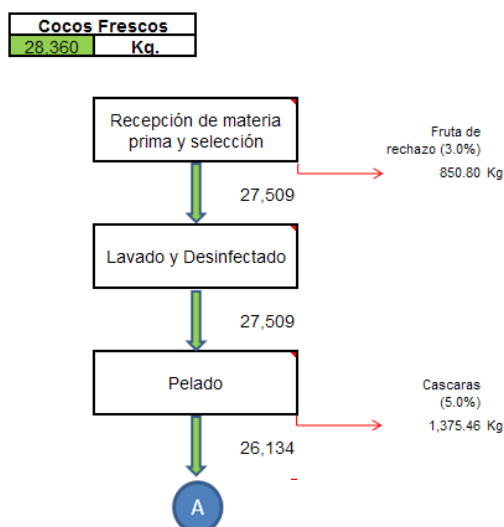 Cocos Frescos
28,360 Kg.
Recepción de materia
prima y selección
Fruta de
rechazo (3.0%)
850.80 Kg
27,509
Lavado y Desinfectado
27,509
Pelado
Cascaras
(5.0%)
1,375.46 Kg
26,134
A